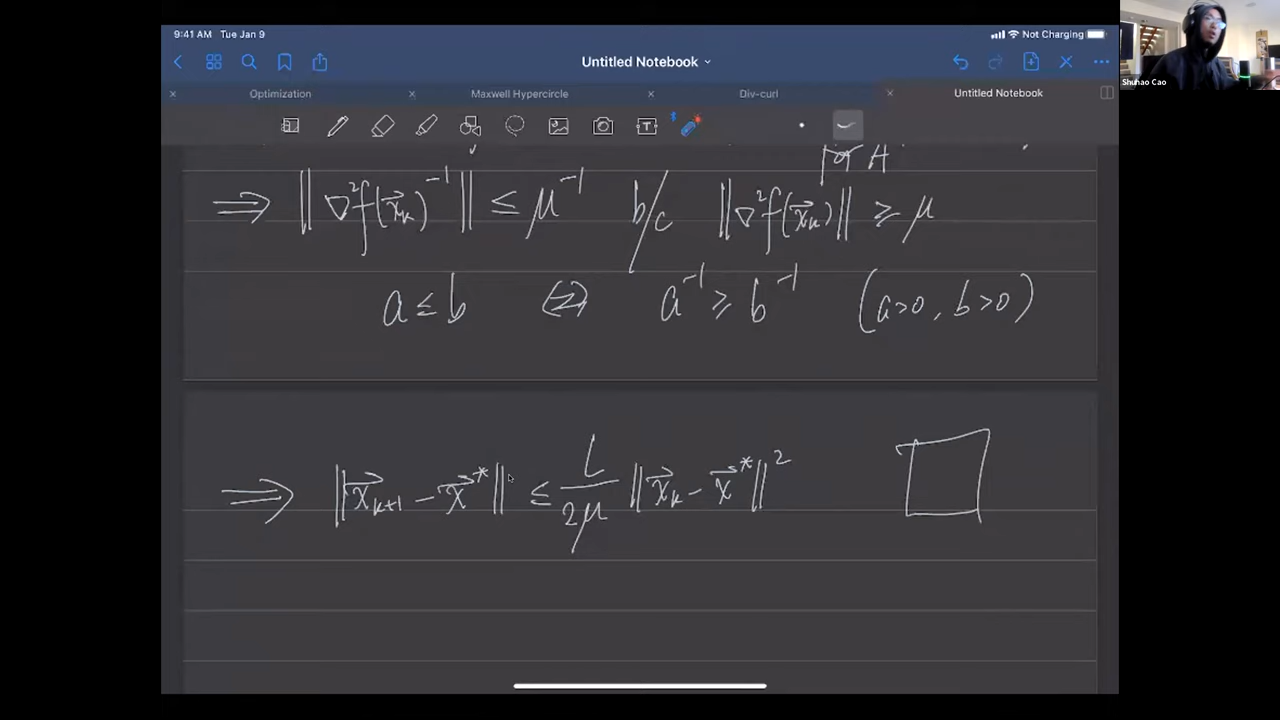 9:41 AM Tue Jan 9
Not Charging
Untitled Notebook
Shuhao Cao
Optimization
Maxwell Hypercircle
Div-curl
Untitled Notebook
for A
⟹ ‖∇²f(x⃗ₖ)⁻¹‖ ≤ μ⁻¹ b/c ‖∇²f(x⃗ₖ)‖ ≥ μ
a ≤ b ⟺ a⁻¹ ≥ b⁻¹ (a>0, b>0)
⟹ ‖x⃗ₖ₊₁ − x⃗*‖ ≤ L/2μ ‖x⃗ₖ − x⃗*‖² □